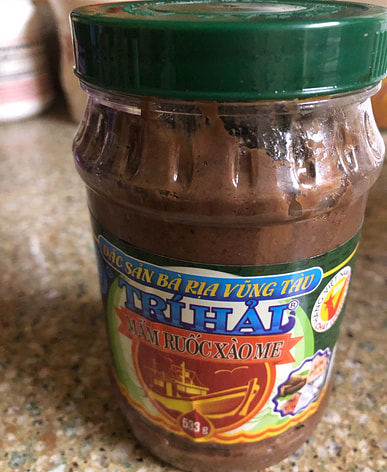 ĐẶC SẢN BÀ RỊA VŨNG TÀU
TRÍ HẢI®
MẮM RUỐC XÀO ME
533 g